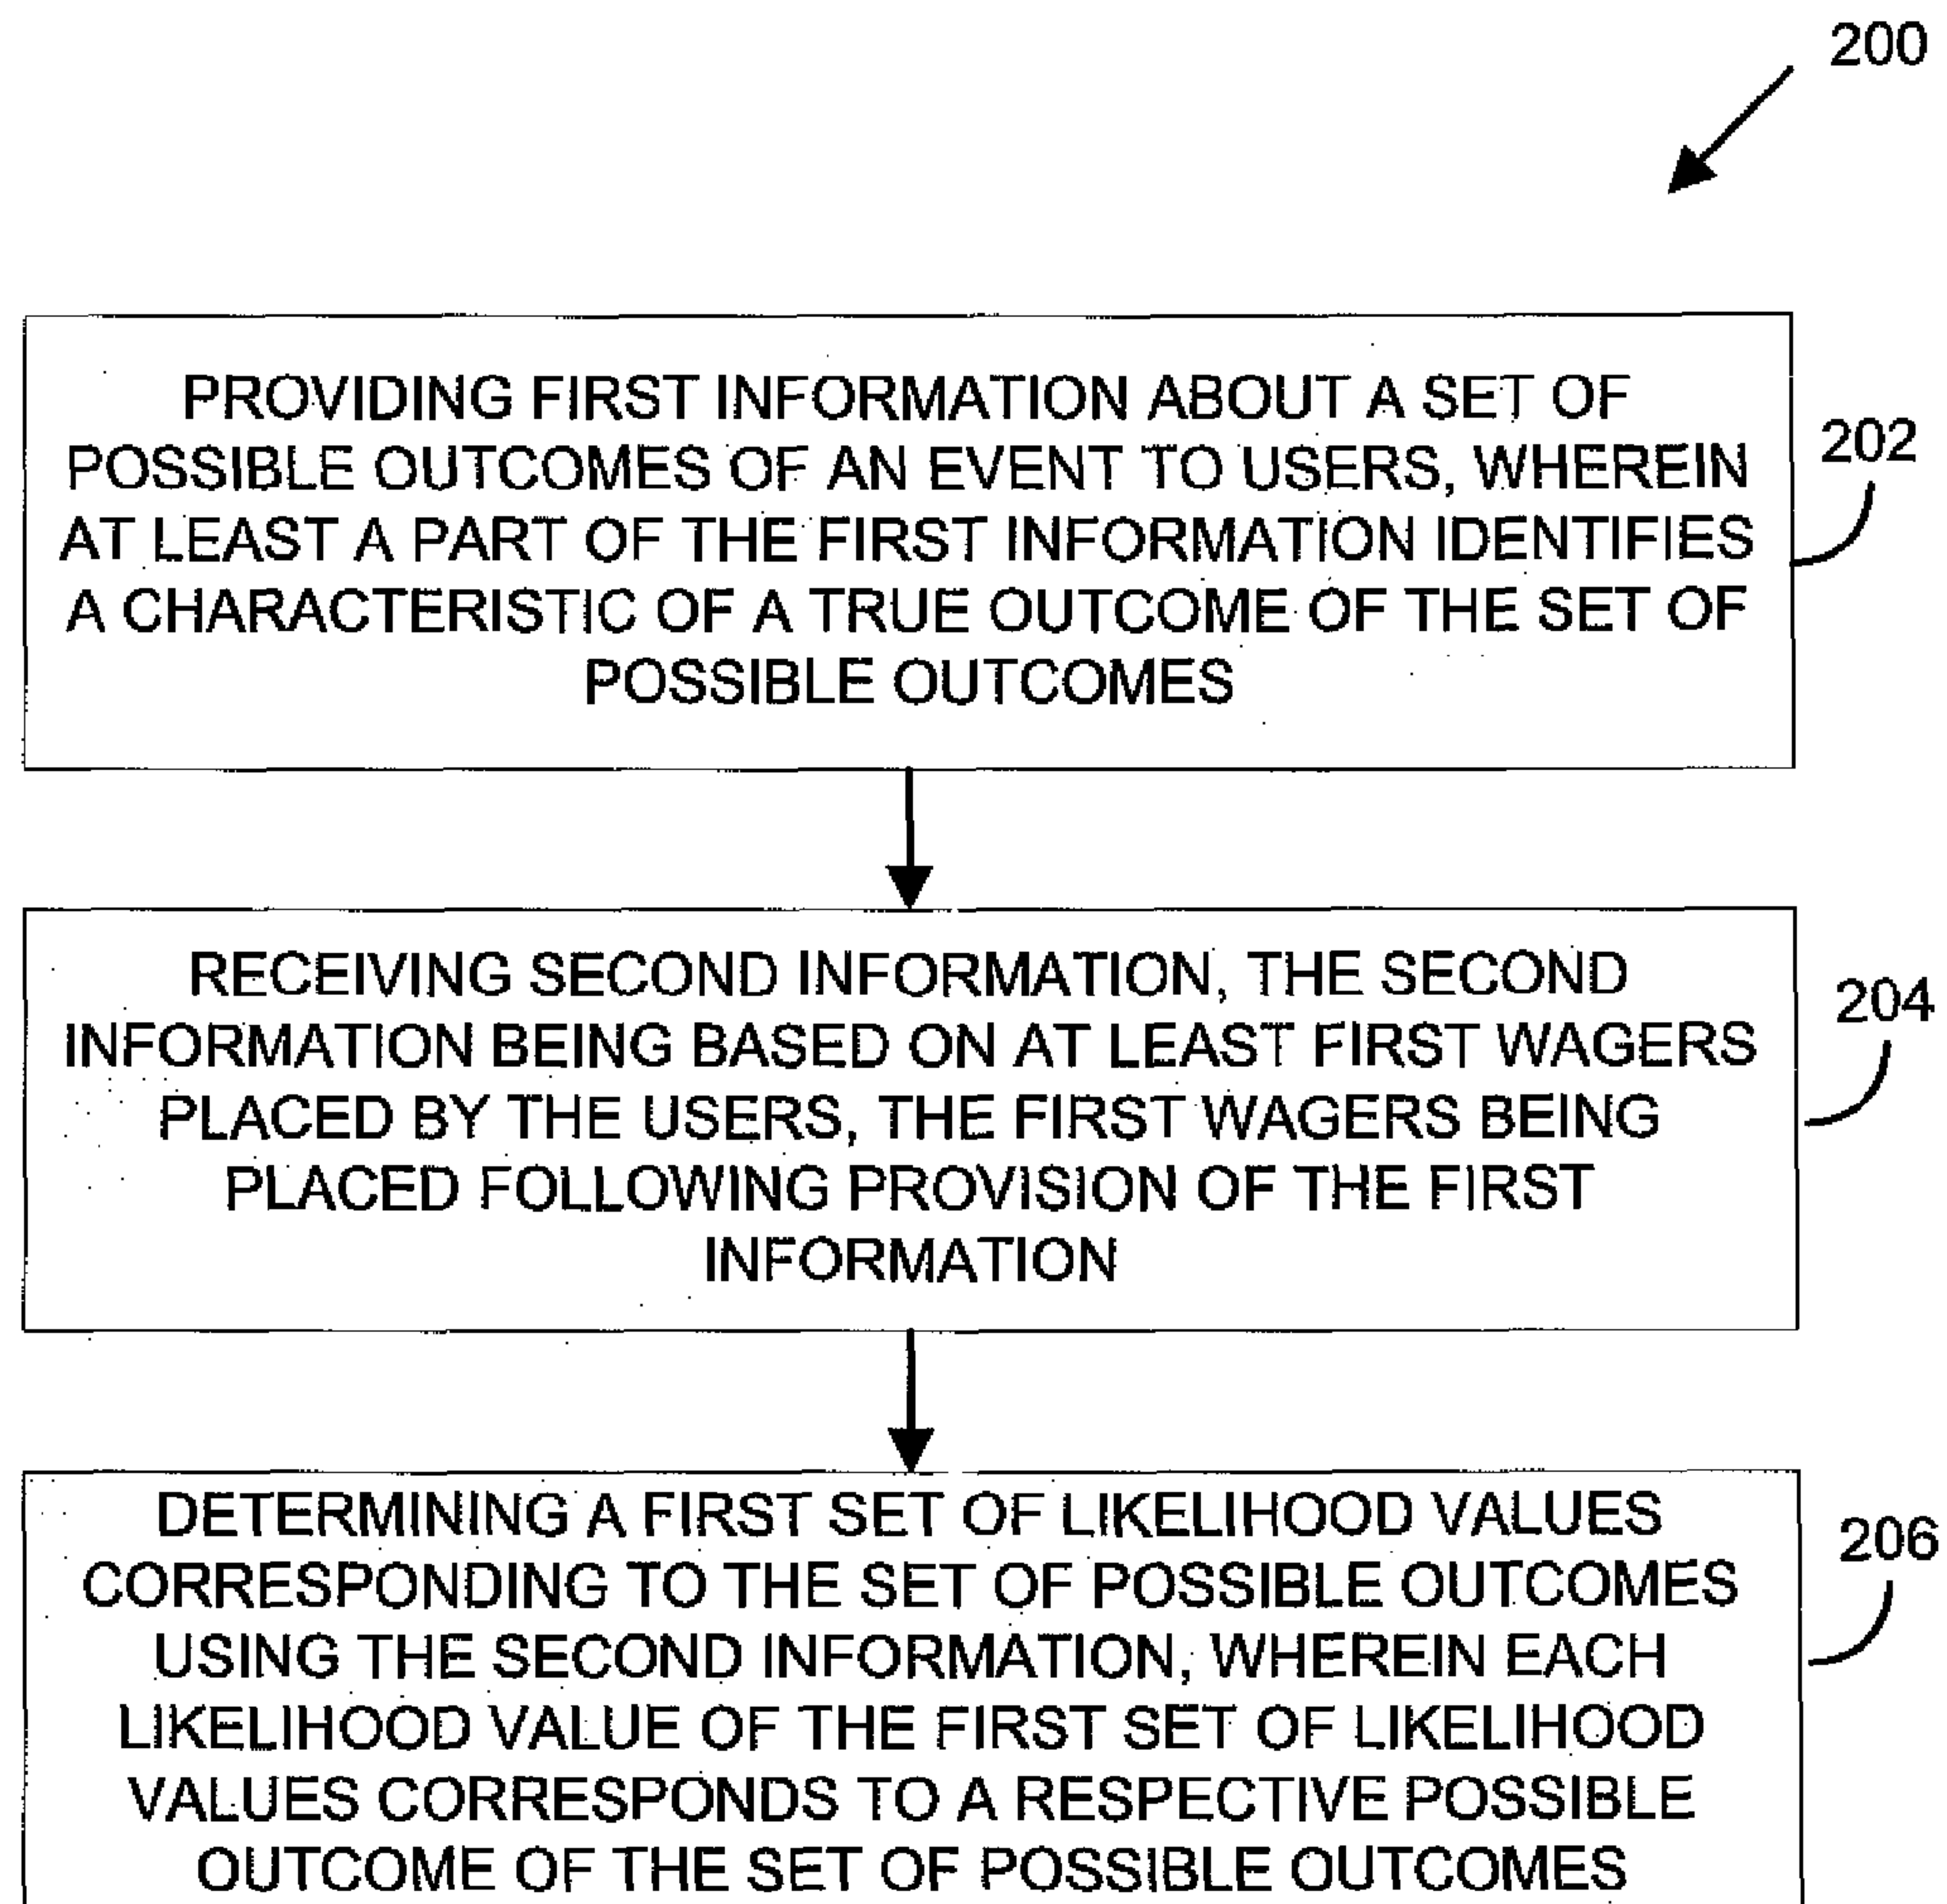 200
PROVIDING FIRST INFORMATION ABOUT A SET OF
POSSIBLE OUTCOMES OF AN EVENT TO USERS, WHEREIN
AT LEAST A PART OF THE FIRST INFORMATION IDENTIFIES
A CHARACTERISTIC OF A TRUE OUTCOME OF THE SET OF
POSSIBLE OUTCOMES
202
RECEIVING SECOND INFORMATION, THE SECOND
INFORMATION BEING BASED ON AT LEAST FIRST WAGERS
PLACED BY THE USERS, THE FIRST WAGERS BEING
PLACED FOLLOWING PROVISION OF THE FIRST
INFORMATION
204
DETERMINING A FIRST SET OF LIKELIHOOD VALUES
CORRESPONDING TO THE SET OF POSSIBLE OUTCOMES
USING THE SECOND INFORMATION, WHEREIN EACH
LIKELIHOOD VALUE OF THE FIRST SET OF LIKELIHOOD
VALUES CORRESPONDS TO A RESPECTIVE POSSIBLE
OUTCOME OF THE SET OF POSSIBLE OUTCOMES
206